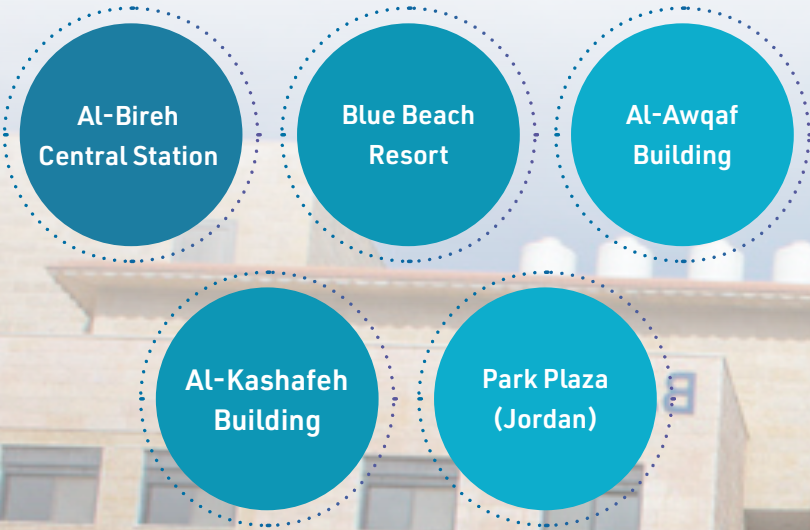 Al-Bireh
Central Station
Blue Beach
Resort
Al-Awqaf
Building
Al-Kashafeh
Building
Park Plaza
(Jordan)
B